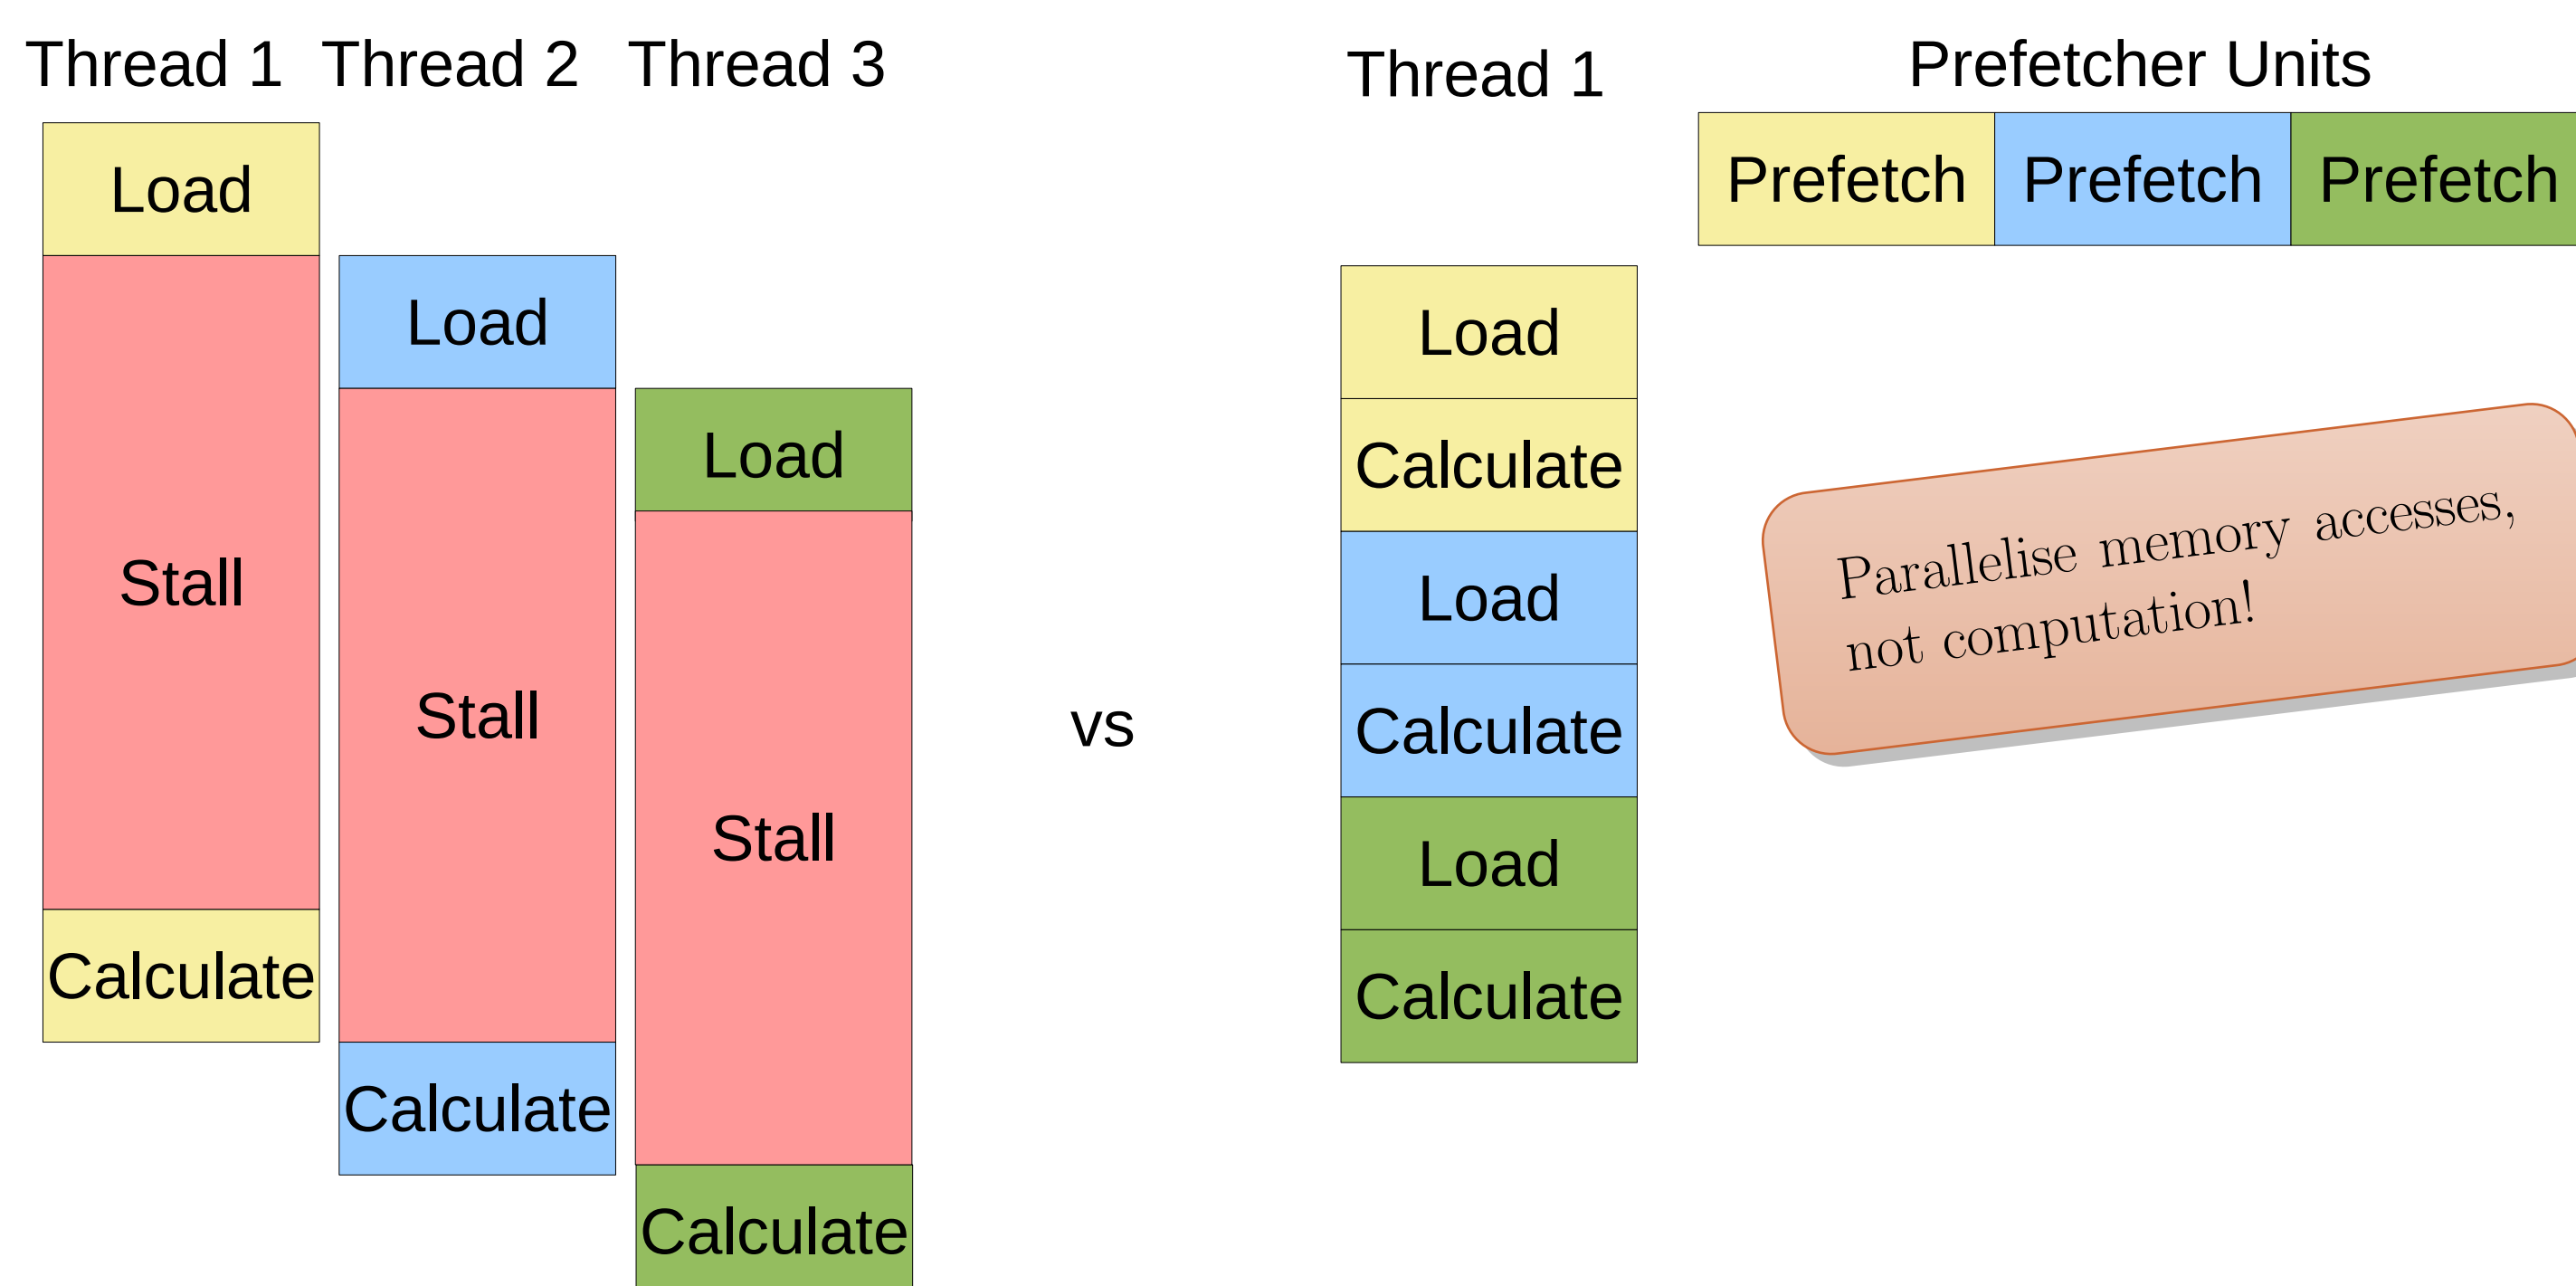 Thread 1 Thread 2 Thread 3
Load
Load
Load
Stall
Stall
Stall
Calculate
Calculate
Calculate
vs
Thread 1
Prefetcher Units
Prefetch Prefetch Prefetch
Load
Calculate
Load
Calculate
Load
Calculate
Parallelise memory accesses,
not computation!